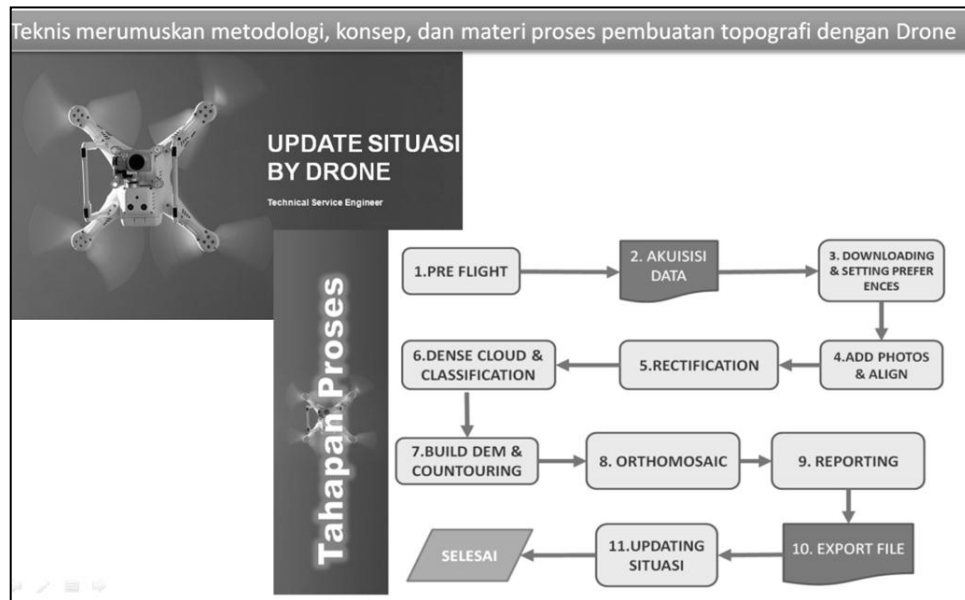 Teknis merumuskan metodologi, konsep, dan materi proses pembuatan topografi dengan Drone
UPDATE SITUASI
BY DRONE
Technical Service Engineer
Tahapan Proses
1.PRE FLIGHT
2. AKUISISI
DATA
3. DOWNLOADING
& SETTING PREFER
ENCES
4.ADD PHOTOS
& ALIGN
5.RECTIFICATION
6.DENSE CLOUD &
CLASSIFICATION
7.BUILD DEM &
COUNTOURING
8. ORTHOMOSAIC
9. REPORTING
10. EXPORT FILE
11.UPDATING
SITUASI
SELESAI